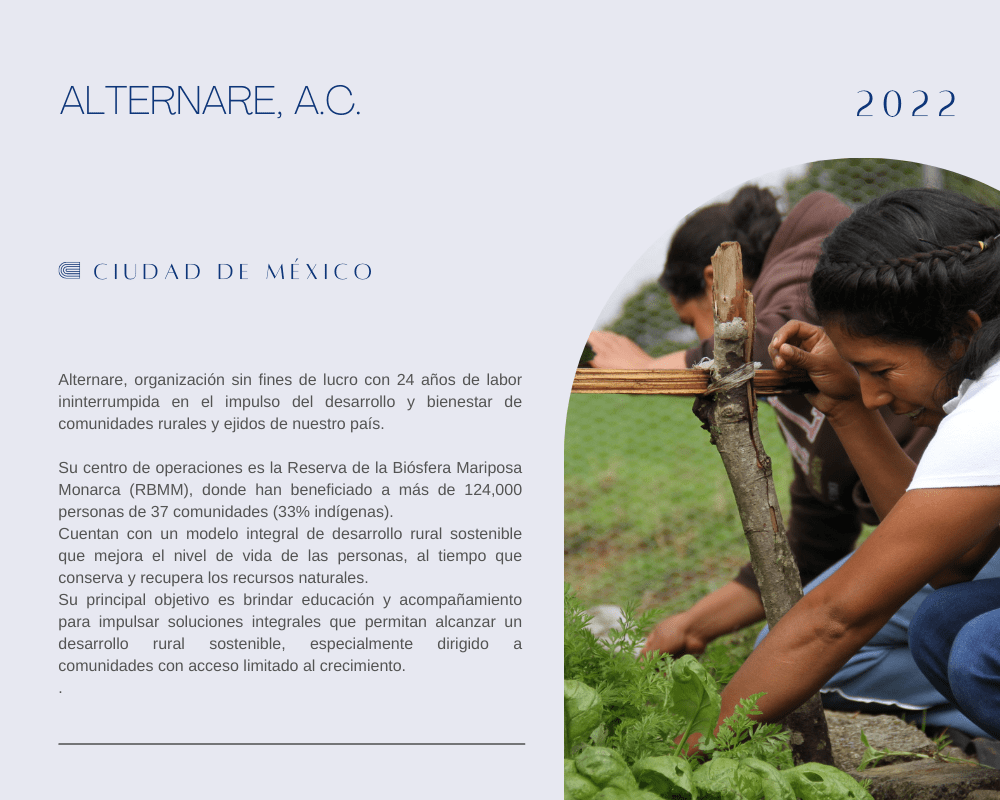 ALTERNARE, A.C.
2022
CIUDAD DE MÉXICO
Alternare, organización sin fines de lucro con 24 años de labor
ininterrumpida en el impulso del desarrollo y bienestar de
comunidades rurales y ejidos de nuestro país.
Su centro de operaciones es la Reserva de la Biósfera Mariposa
Monarca (RBMM), donde han beneficiado a más de 124,000
personas de 37 comunidades (33% indígenas).
Cuentan con un modelo integral de desarrollo rural sostenible
que mejora el nivel de vida de las personas, al tiempo que
conserva y recupera los recursos naturales.
Su principal objetivo es brindar educación y acompañamiento
para impulsar soluciones integrales que permitan alcanzar un
desarrollo rural sostenible, especialmente dirigido a
comunidades con acceso limitado al crecimiento.
.